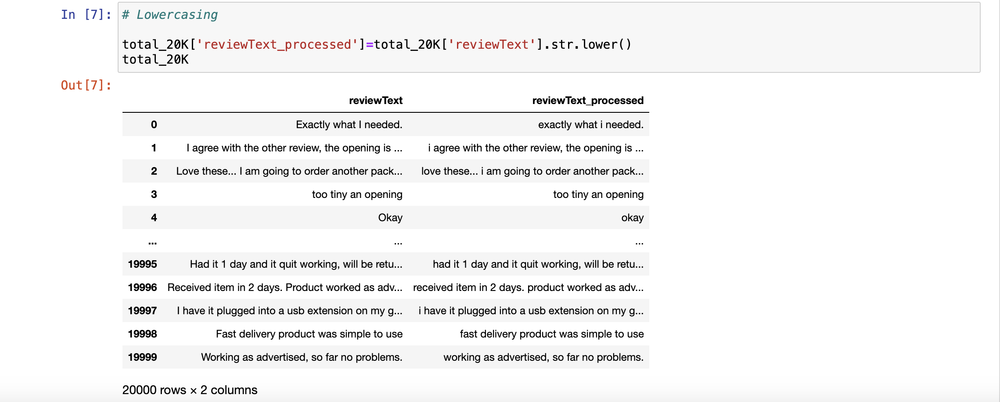 In [7]: # Lowercasing
total_20K['reviewText_processed']=total_20K['reviewText'].str.lower()
total_20K
Out[7]:
reviewText reviewText_processed
0 Exactly what I needed. exactly what i needed.
1 I agree with the other review, the opening is ... i agree with the other review, the opening is ...
2 Love these... I am going to order another pack... love these... i am going to order another pack...
3 too tiny an opening too tiny an opening
4 Okay okay
... ... ...
19995 Had it 1 day and it quit working, will be retu... had it 1 day and it quit working, will be retu...
19996 Received item in 2 days. Product worked as adv... received item in 2 days. product worked as adv...
19997 I have it plugged into a usb extension on my g... i have it plugged into a usb extension on my g...
19998 Fast delivery product was simple to use fast delivery product was simple to use
19999 Working as advertised, so far no problems. working as advertised, so far no problems.
20000 rows × 2 columns